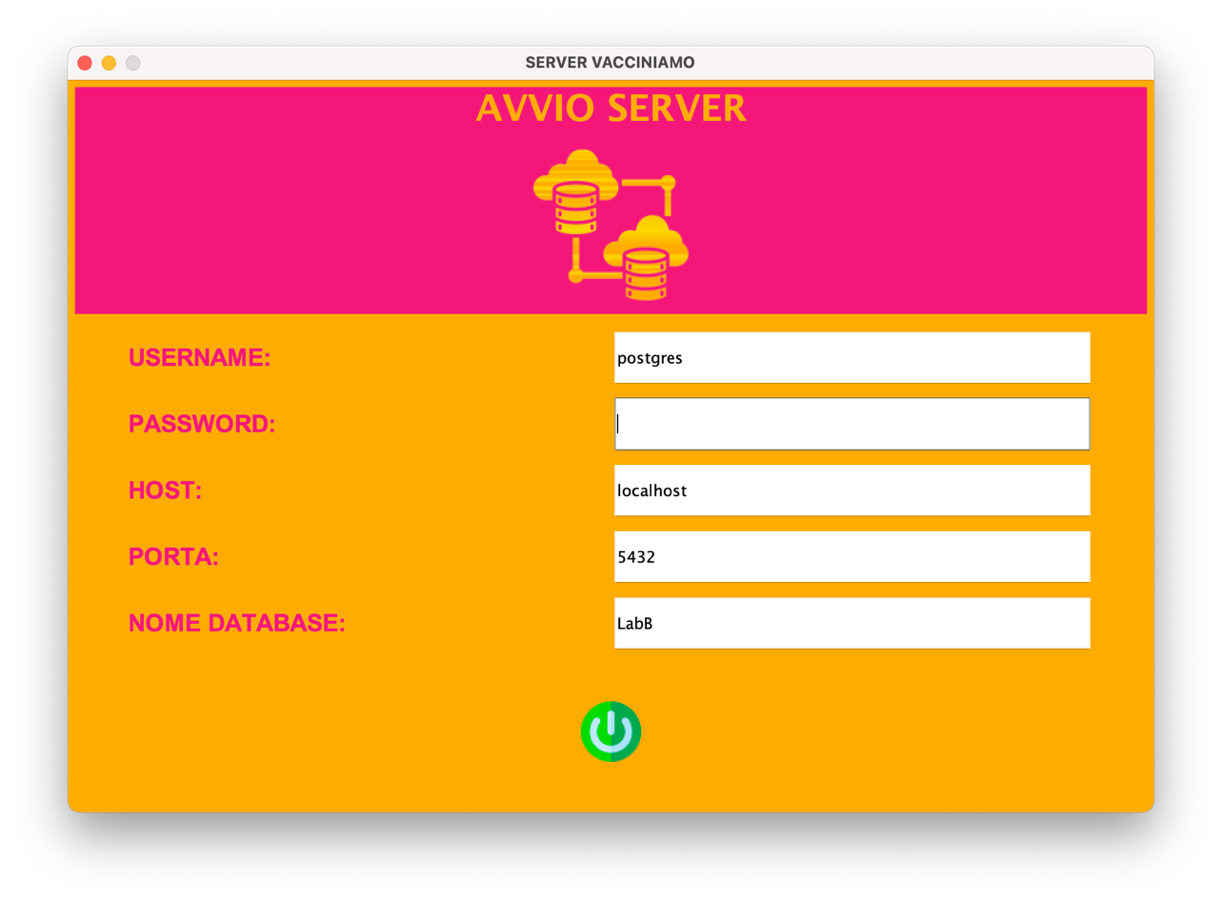 SERVER VACCINIAMO
AVVIO SERVER
USERNAME: postgres
PASSWORD:
HOST: localhost
PORTA: 5432
NOME DATABASE: LabB